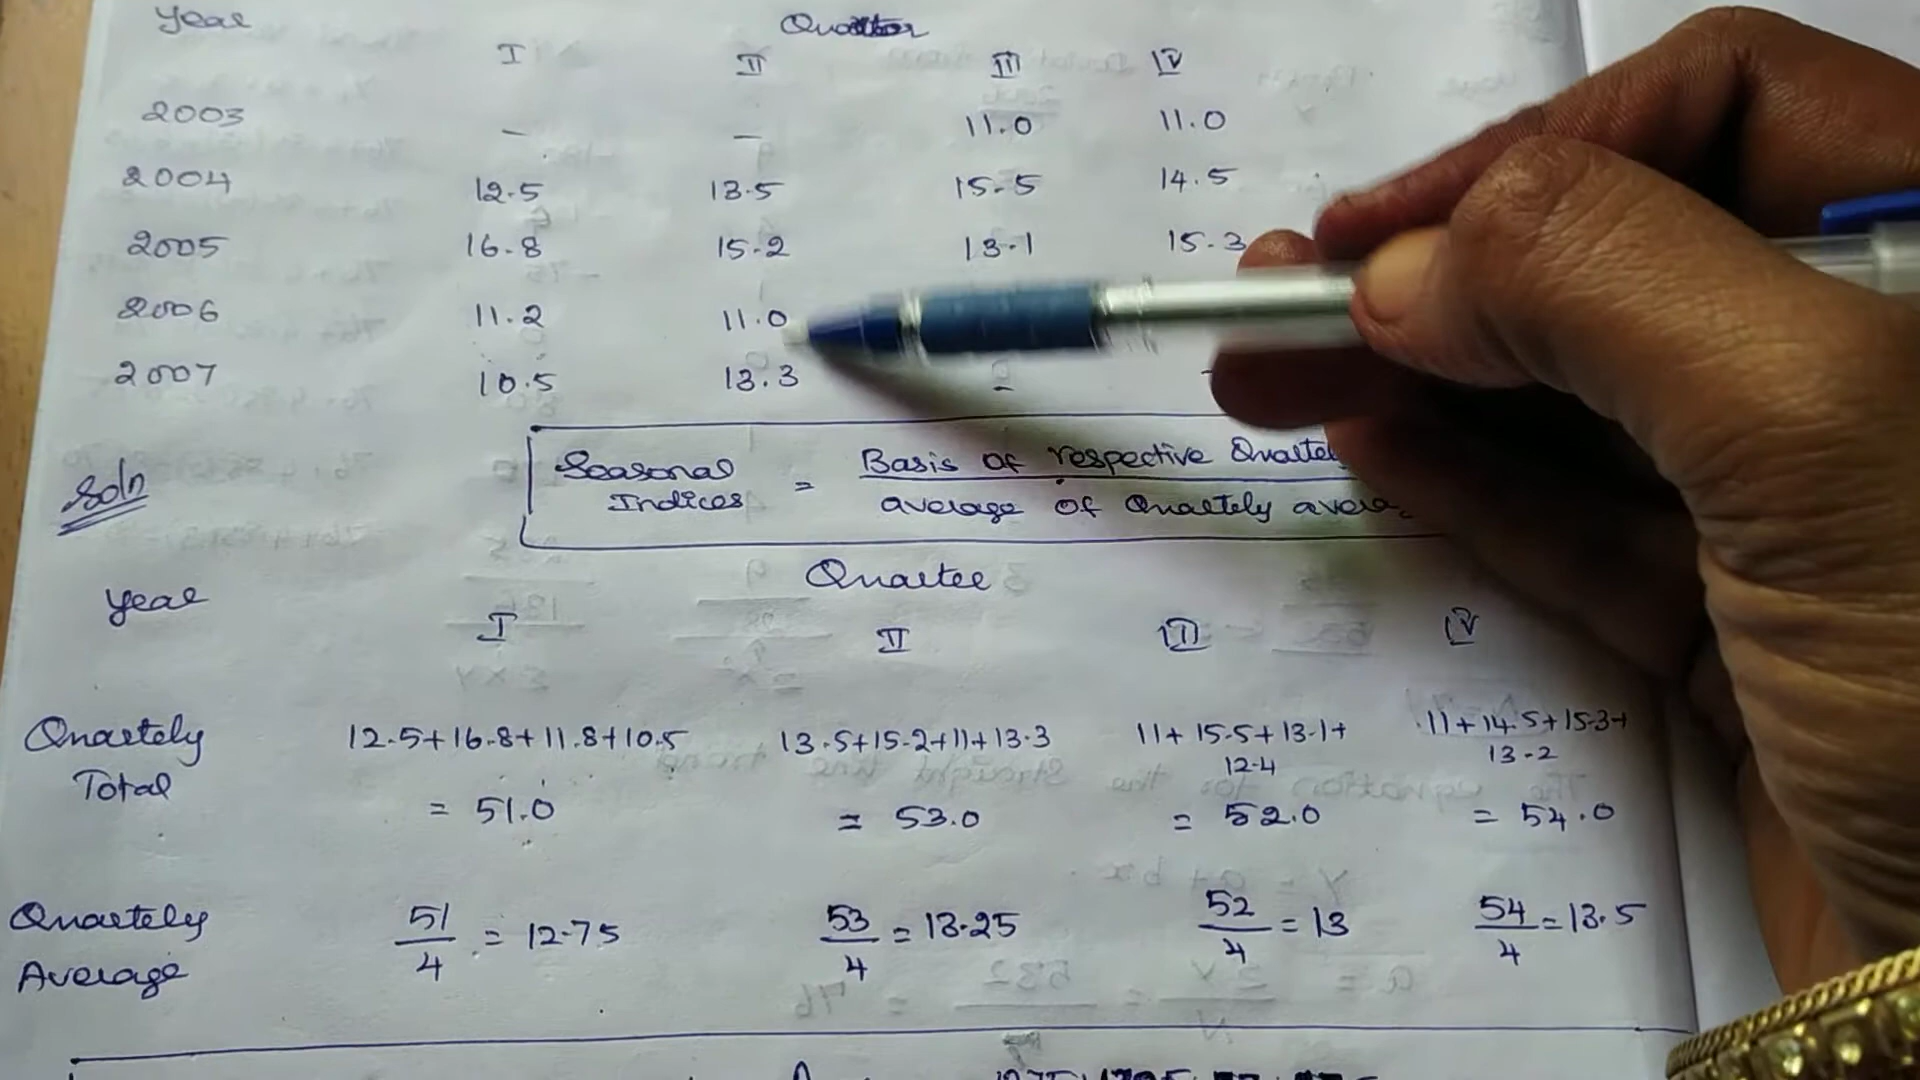 Year Quarter
I II III IV
2003 – – 11.0 11.0
2004 12.5 13.5 15.5 14.5
2005 16.8 15.2 13.1 15.3
2006 11.2 11.0
2007 10.5 13.3 –
Soln
Seasonal Indices = Basis of respective Quarte
average of Quartely avera
Quarter
Year I II III IV
Quartely Total 12.5+16.8+11.8+10.5 13.5+15.2+11+13.3 11+15.5+13.1+ 11+14.5+15.3+
12.4 13.2
= 51.0 = 53.0 = 52.0 = 54.0
Quartely Average 51/4 = 12.75 53/4 = 13.25 52/4 = 13 54/4 = 13.5